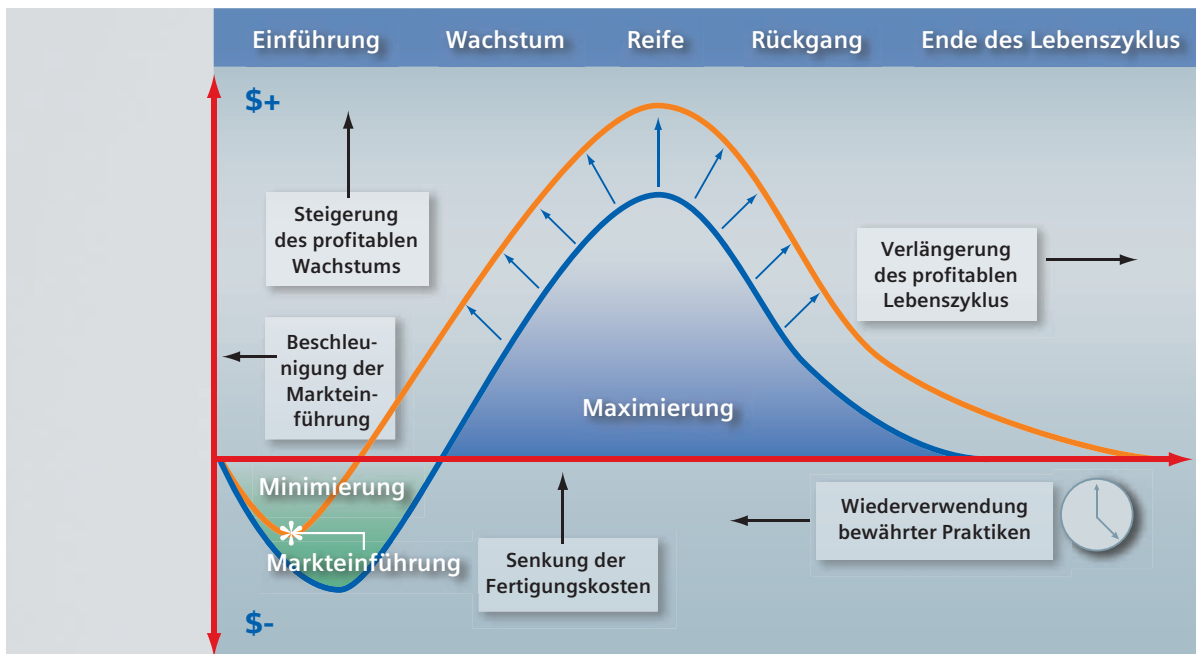 Einführung Wachstum Reife Rückgang Ende des Lebenszyklus
$+
Steigerung
des profitablen
Wachstums
Verlängerung
des profitablen
Lebenszyklus
Beschleu-
nigung der
Marktein-
führung
Maximierung
Minimierung
Markteinführung
Wiederverwendung
bewährter Praktiken
Senkung der
Fertigungskosten
$-